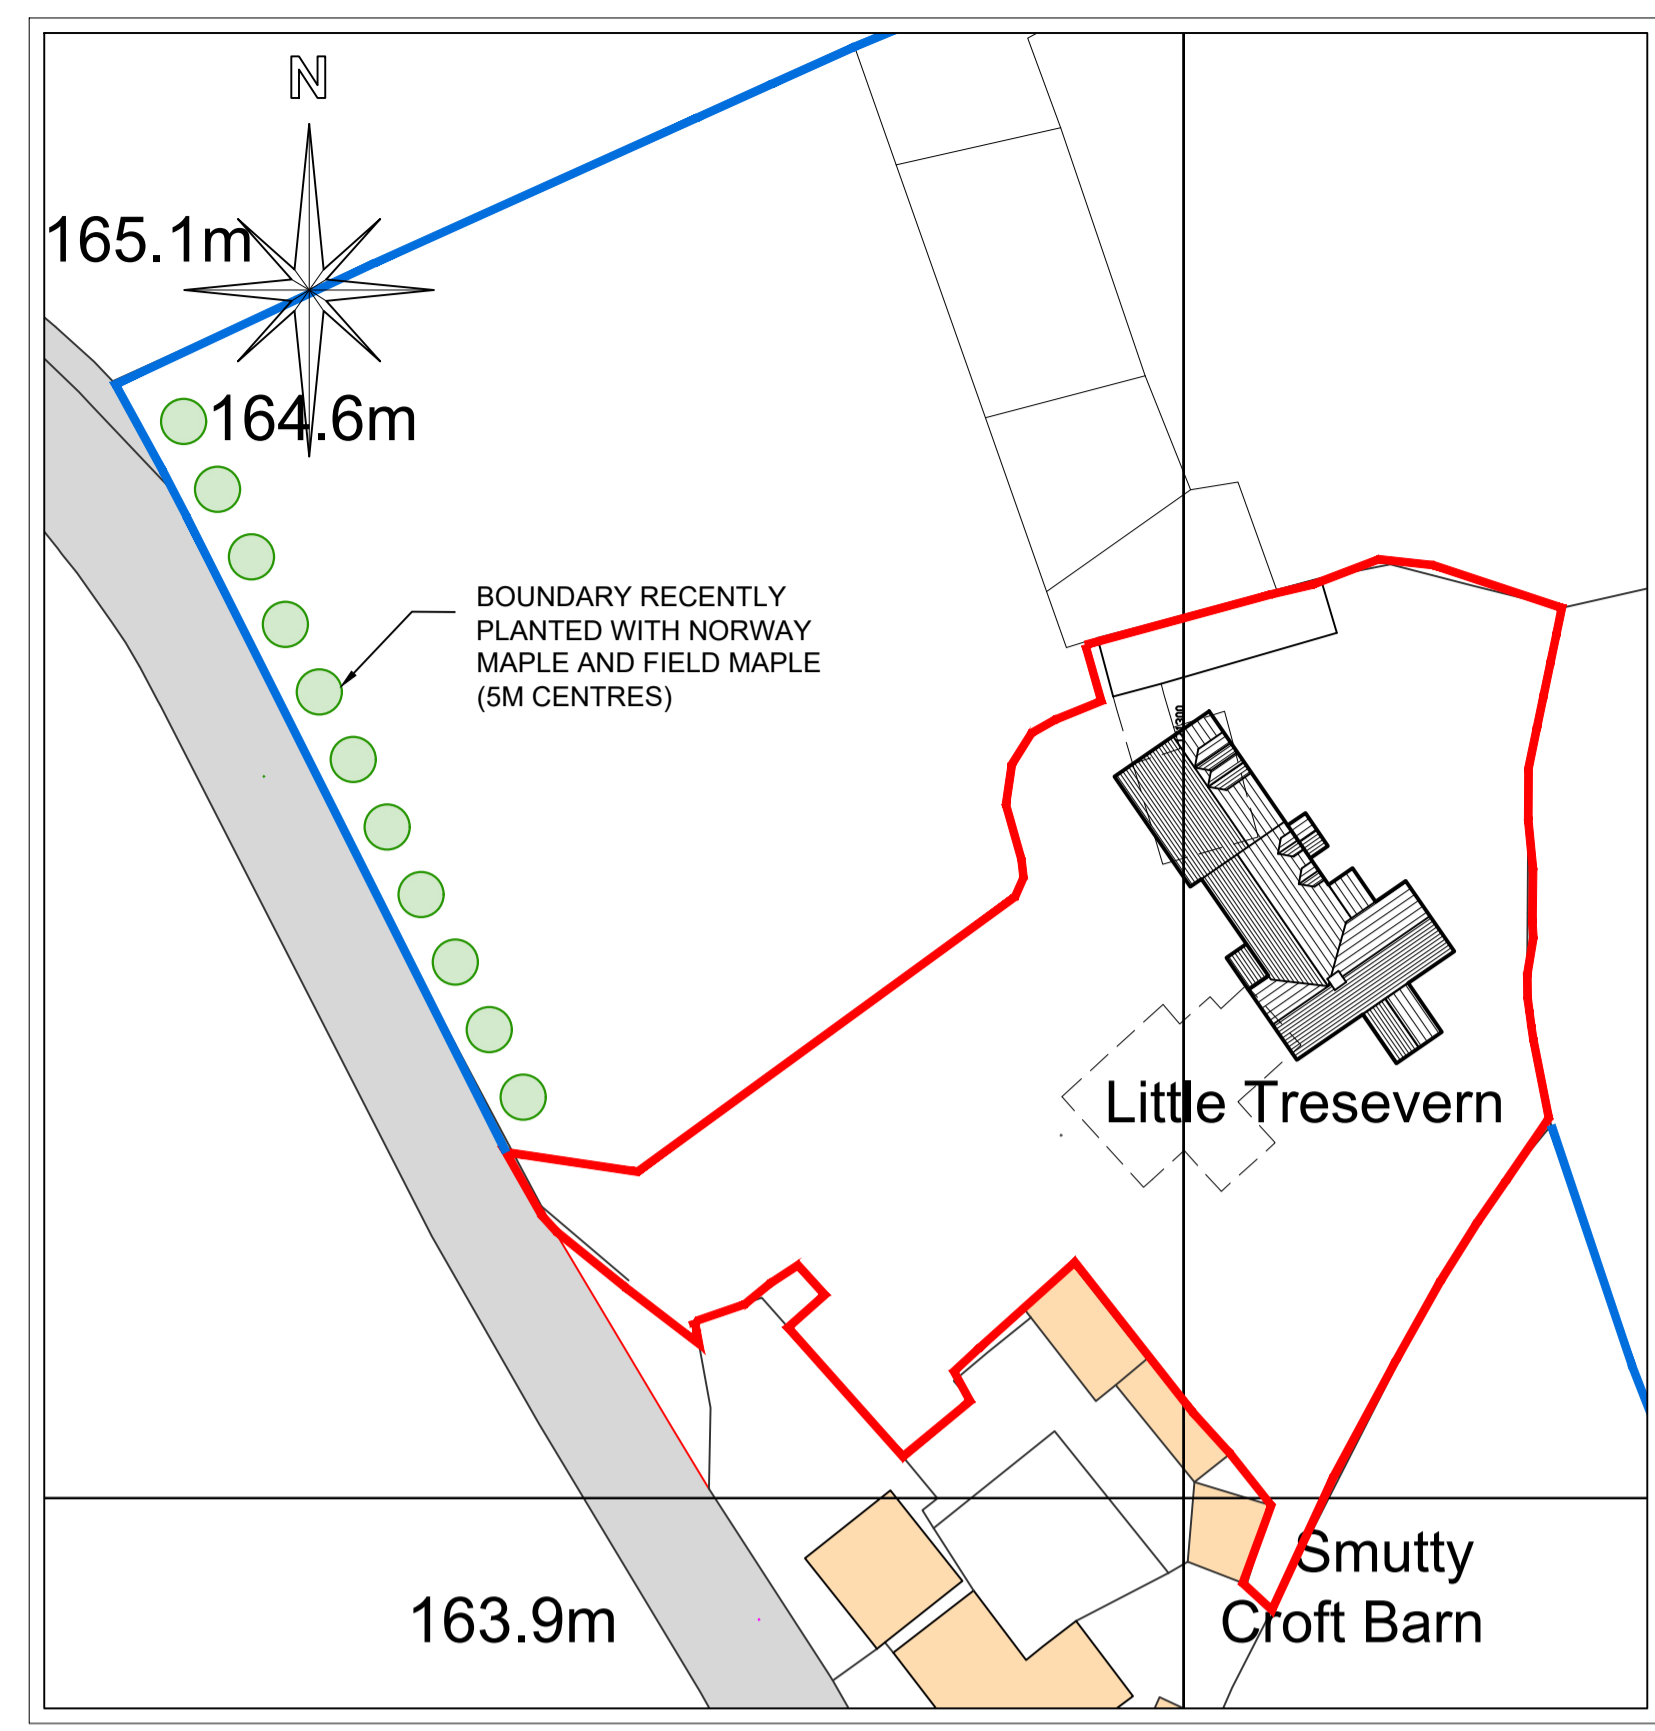 N
165.1m
164.6m
BOUNDARY RECENTLY
PLANTED WITH NORWAY
MAPLE AND FIELD MAPLE
(5M CENTRES)
Little Tresevern
Smutty
Croft Barn
163.9m